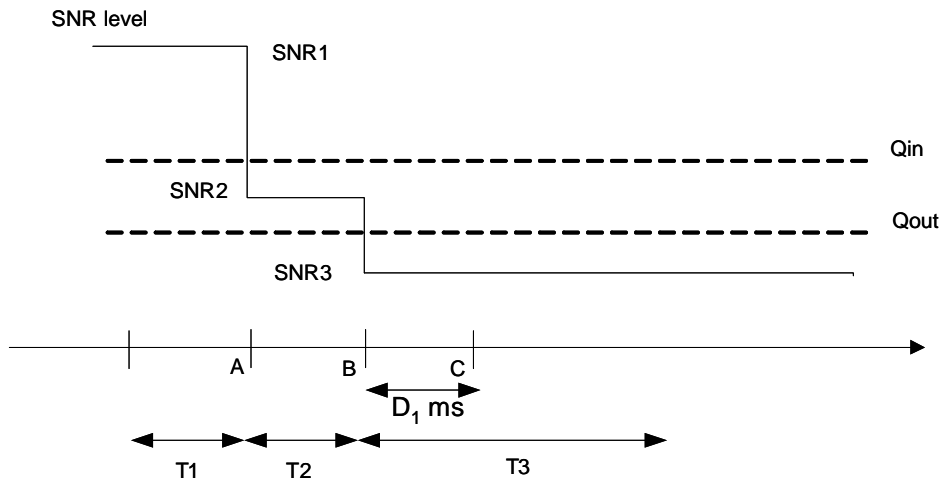 SNR level
SNR1
Qin
SNR2
Qout
SNR3
A
B
C
D₁ ms
T1
T2
T3